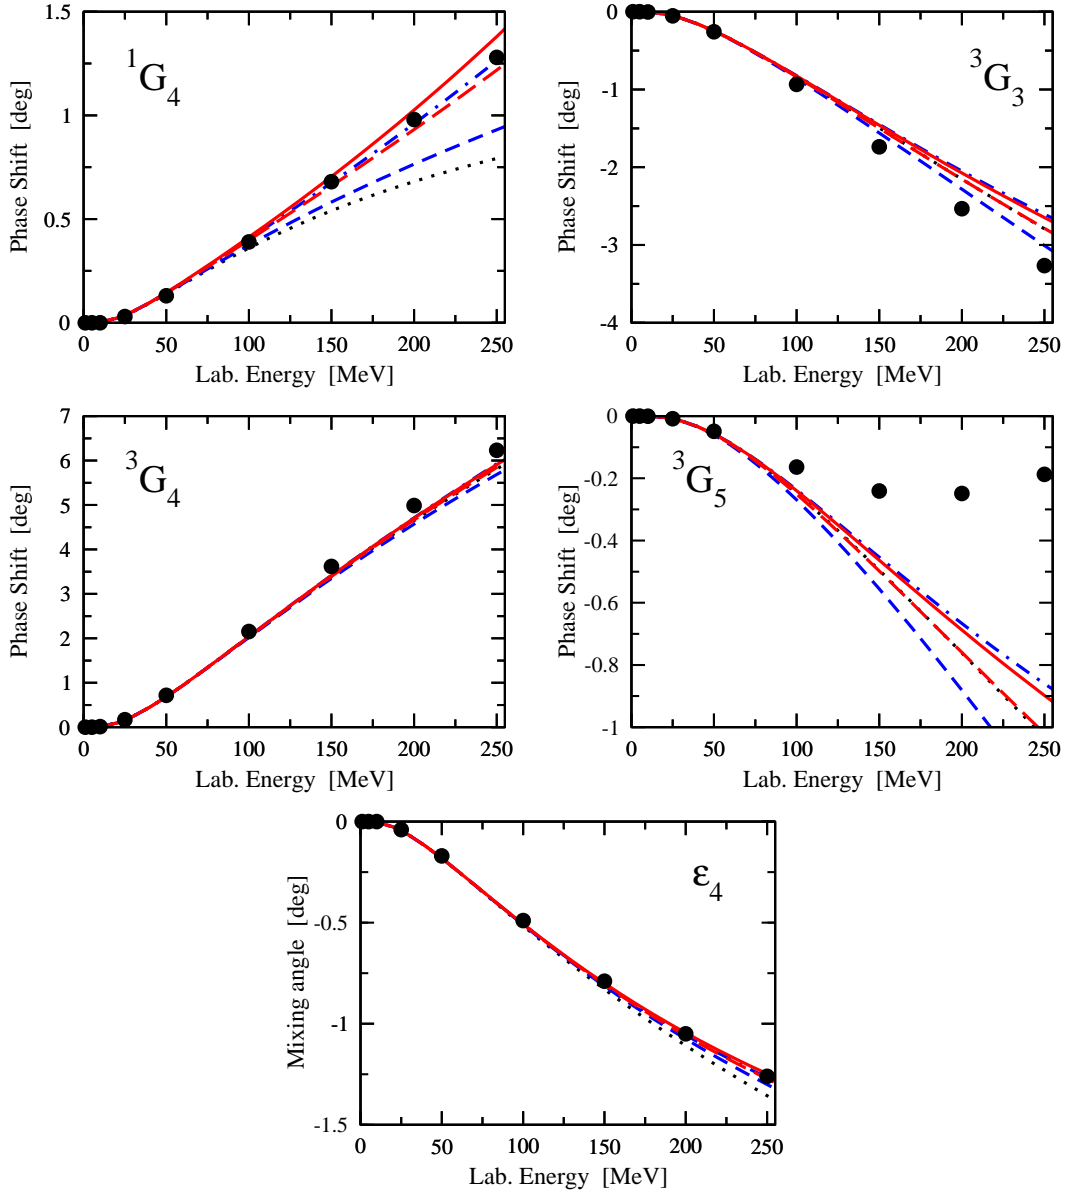 1.5
1
0.5
0
¹G₄
Phase Shift [deg]
0 50 100 150 200 250
Lab. Energy [MeV]
0
-1
-2
-3
-4
³G₃
Phase Shift [deg]
0 50 100 150 200 250
Lab. Energy [MeV]
7
6
5
4
3
2
1
0
³G₄
Phase Shift [deg]
0 50 100 150 200 250
Lab. Energy [MeV]
0
-0.2
-0.4
-0.6
-0.8
-1
³G₅
Phase Shift [deg]
0 50 100 150 200 250
Lab. Energy [MeV]
0
-0.5
-1
-1.5
ε₄
Mixing angle [deg]
0 50 100 150 200 250
Lab. Energy [MeV]